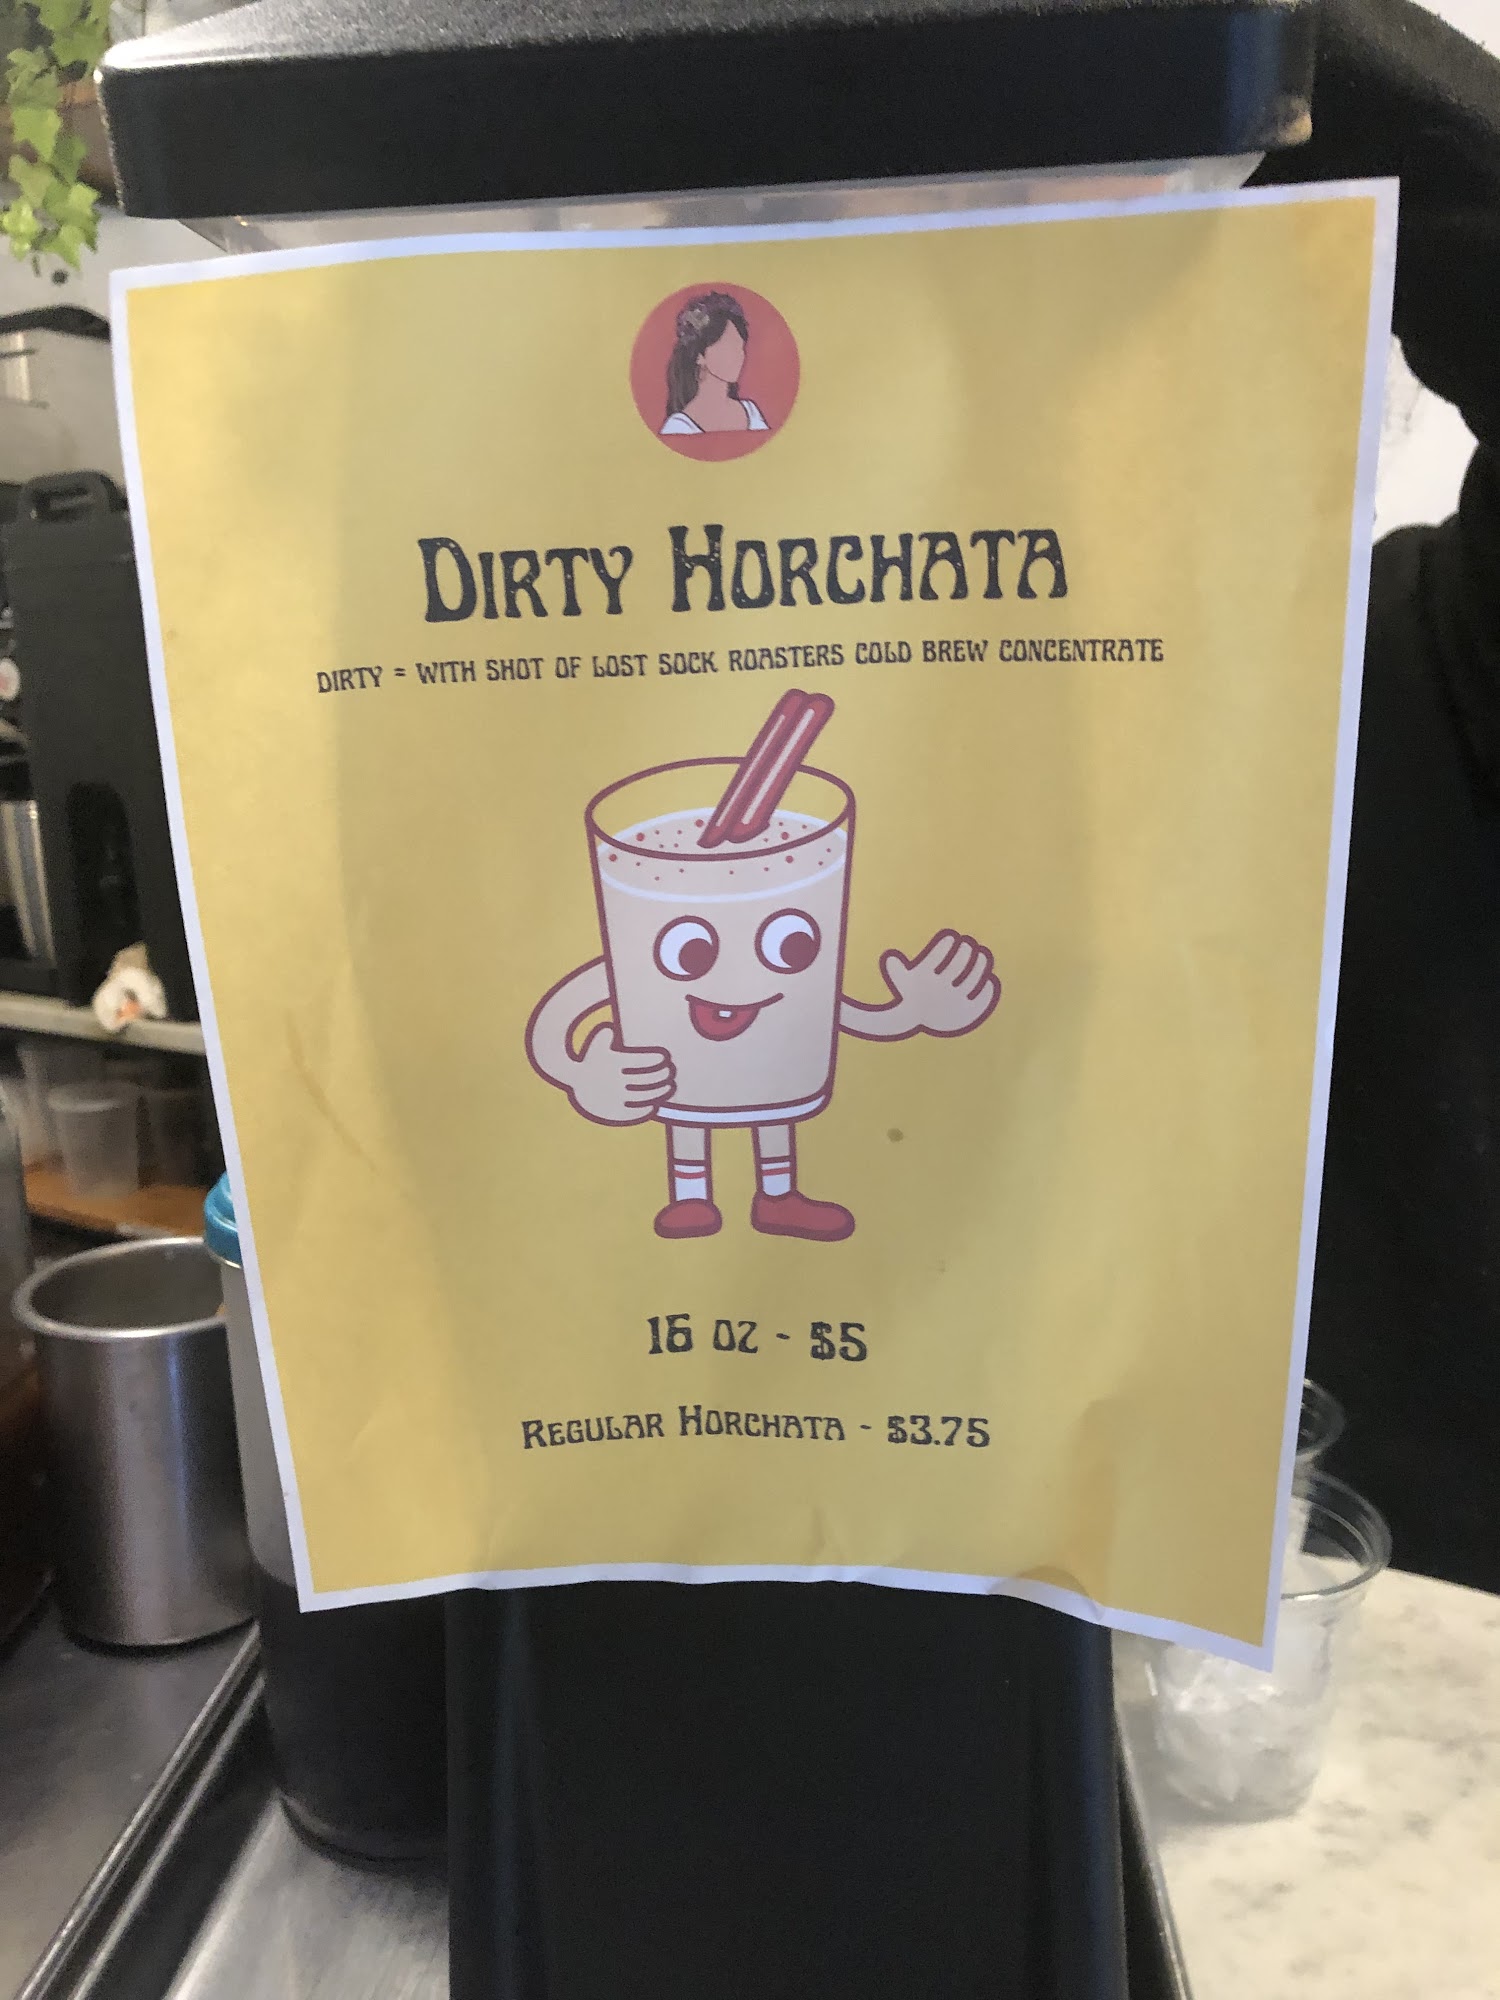 DIRTY HORCHATA
DIRTY = WITH SHOT OF LOST SOCK ROASTERS COLD BREW CONCENTRATE
16 OZ - $5
REGULAR HORCHATA - $3.75